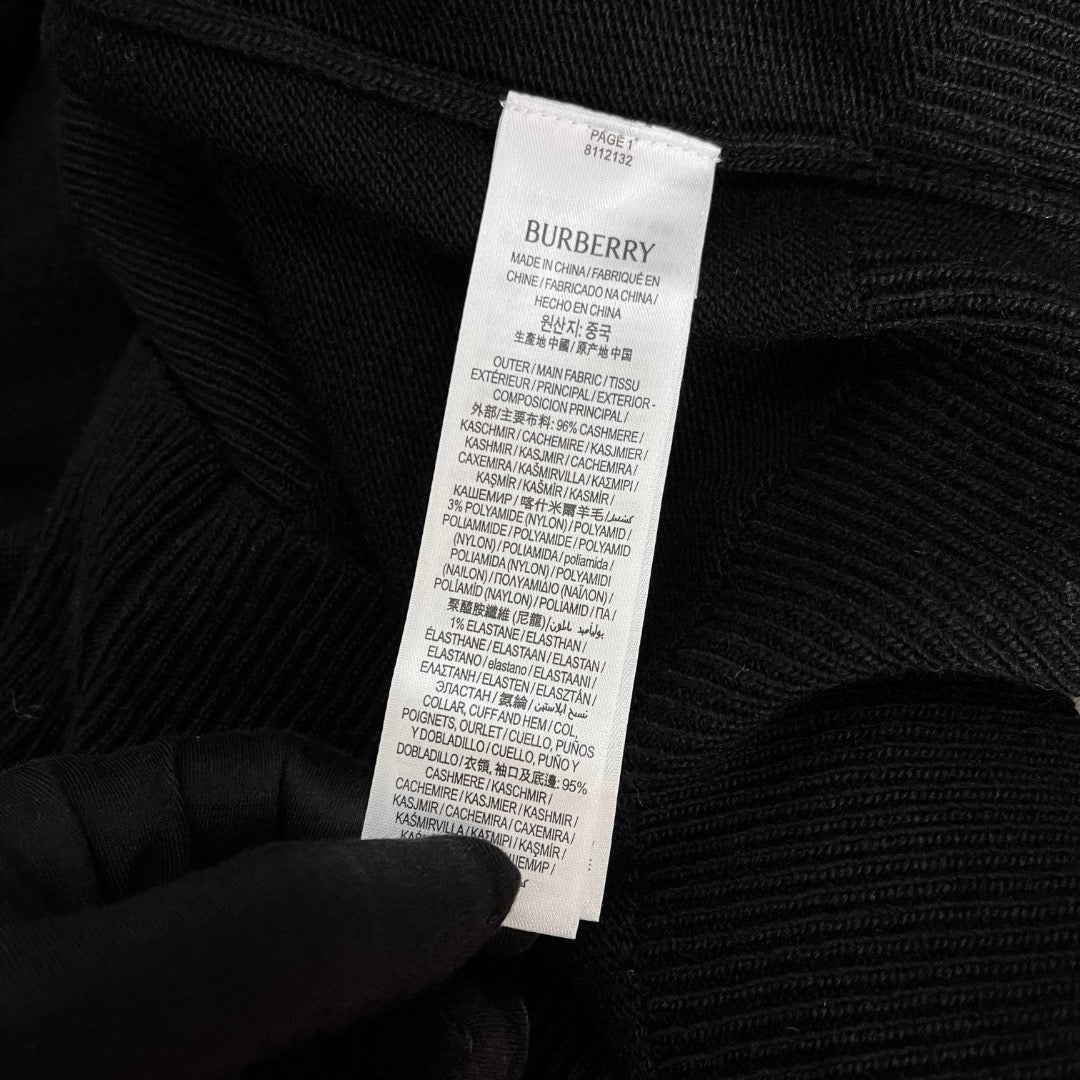 PAGE 1
8112132
BURBERRY
MADE IN CHINA / FABRIQUÉ EN
CHINE / FABRICADO NA CHINA /
HECHO EN CHINA
원산지: 중국
生產地 中國 / 原产地 中国
OUTER / MAIN FABRIC / TISSU
EXTÉRIEUR / PRINCIPAL / EXTERIOR -
COMPOSICION PRINCIPAL /
外部/主要布料: 96% CASHMERE /
KASCHMIR / CACHEMIRE / KASJMIER /
KASHMIR / KASJMIR / CACHEMIRA /
CAXEMIRA / KAŠMIRVILLA / ΚΑΣΜΙΡΙ /
KAŞMİR / KAŠMÍR / KASMÍR /
КАШЕМИР / 喀什米爾羊毛 / كشمير
3% POLYAMIDE (NYLON) / POLYAMID /
POLIAMMIDE / POLYAMIDE / POLYAMID
(NYLON) / POLIAMIDA / poliamida /
POLIAMIDA (NYLON) / POLYAMIDI
(NAILON) / ΠΟΛΥΑΜΙΔΙΟ (ΝΑΪΛΟΝ) /
POLİAMİD (NAYLON) / POLIAMID / ПА /
聚醯胺纖維 (尼龍) / بولياميد نايلون /
1% ELASTANE / ELASTHAN /
ÉLASTHANE / ELASTAAN / ELASTAN /
ELASTANO / elastano / ELASTAANI /
ΕΛΑΣΤΑΝΗ / ELASTEN / ELASZTÁN /
ЭЛАСТАН / 氨綸 / نسيج ايلاستين
COLLAR, CUFF AND HEM / COL,
POIGNETS, OURLET / CUELLO, PUÑOS
Y DOBLADILLO / CUELLO, PUÑO Y
DOBLADILLO / 衣領, 袖口及底邊: 95%
CASHMERE / KASCHMIR /
CACHEMIRE / KASJMIER / KASHMIR /
KASJMIR / CACHEMIRA / CAXEMIRA /
KAŠMIRVILLA / ΚΑΣΜΙΡΙ / KAŞMİR /